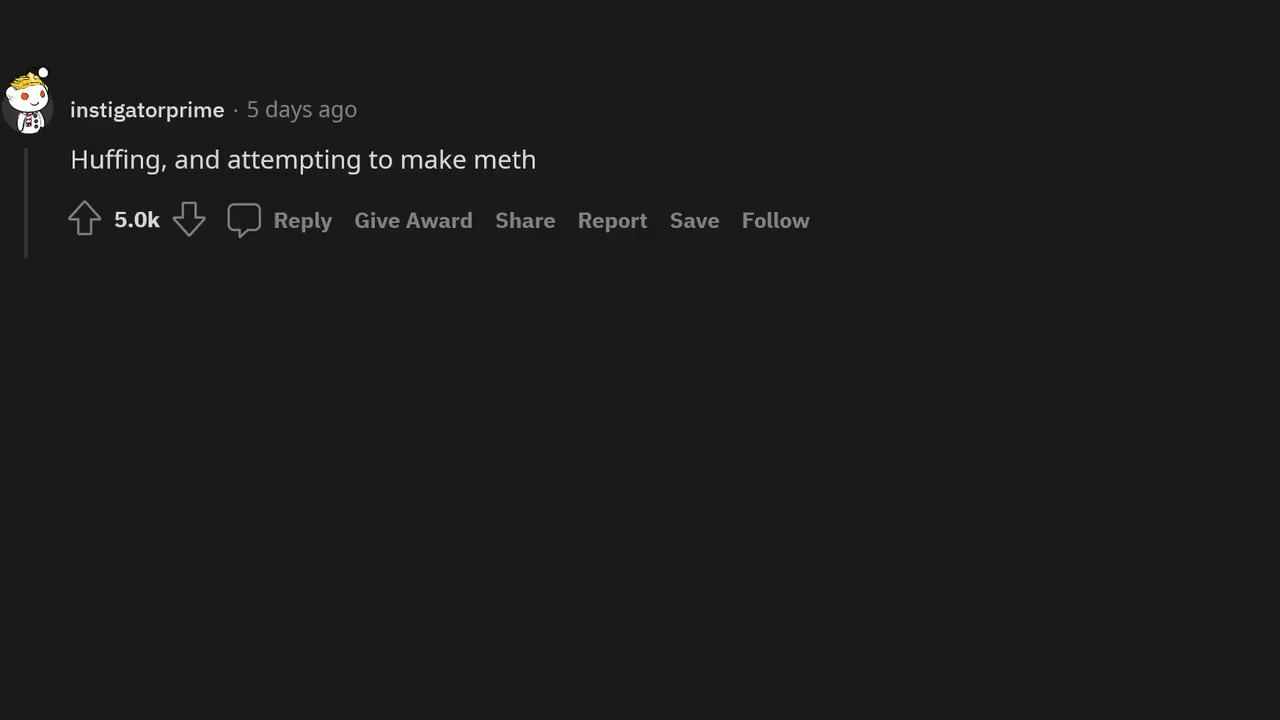 instigatorprime · 5 days ago
Huffing, and attempting to make meth
5.0k Reply Give Award Share Report Save Follow